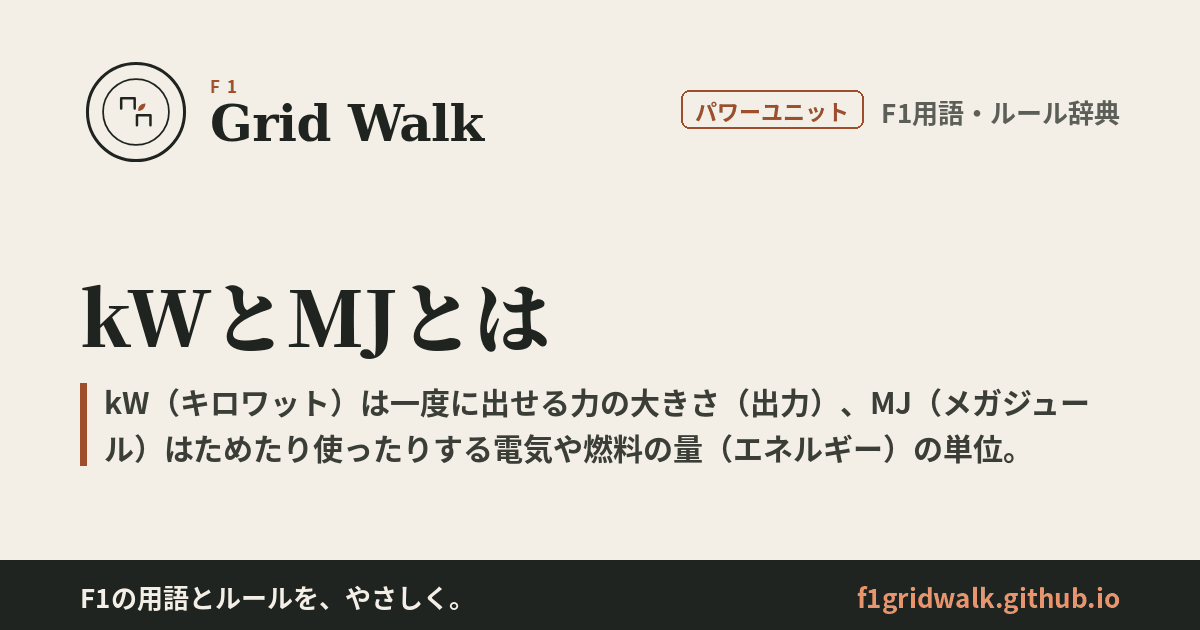 F1
Grid Walk
パワーユニット
F1用語・ルール辞典
kWとMJとは
kW（キロワット）は一度に出せる力の大きさ（出力）、MJ（メガジュー
ル）はためたり使ったりする電気や燃料の量（エネルギー）の単位。
F1の用語とルールを、やさしく。
f1gridwalk.github.io